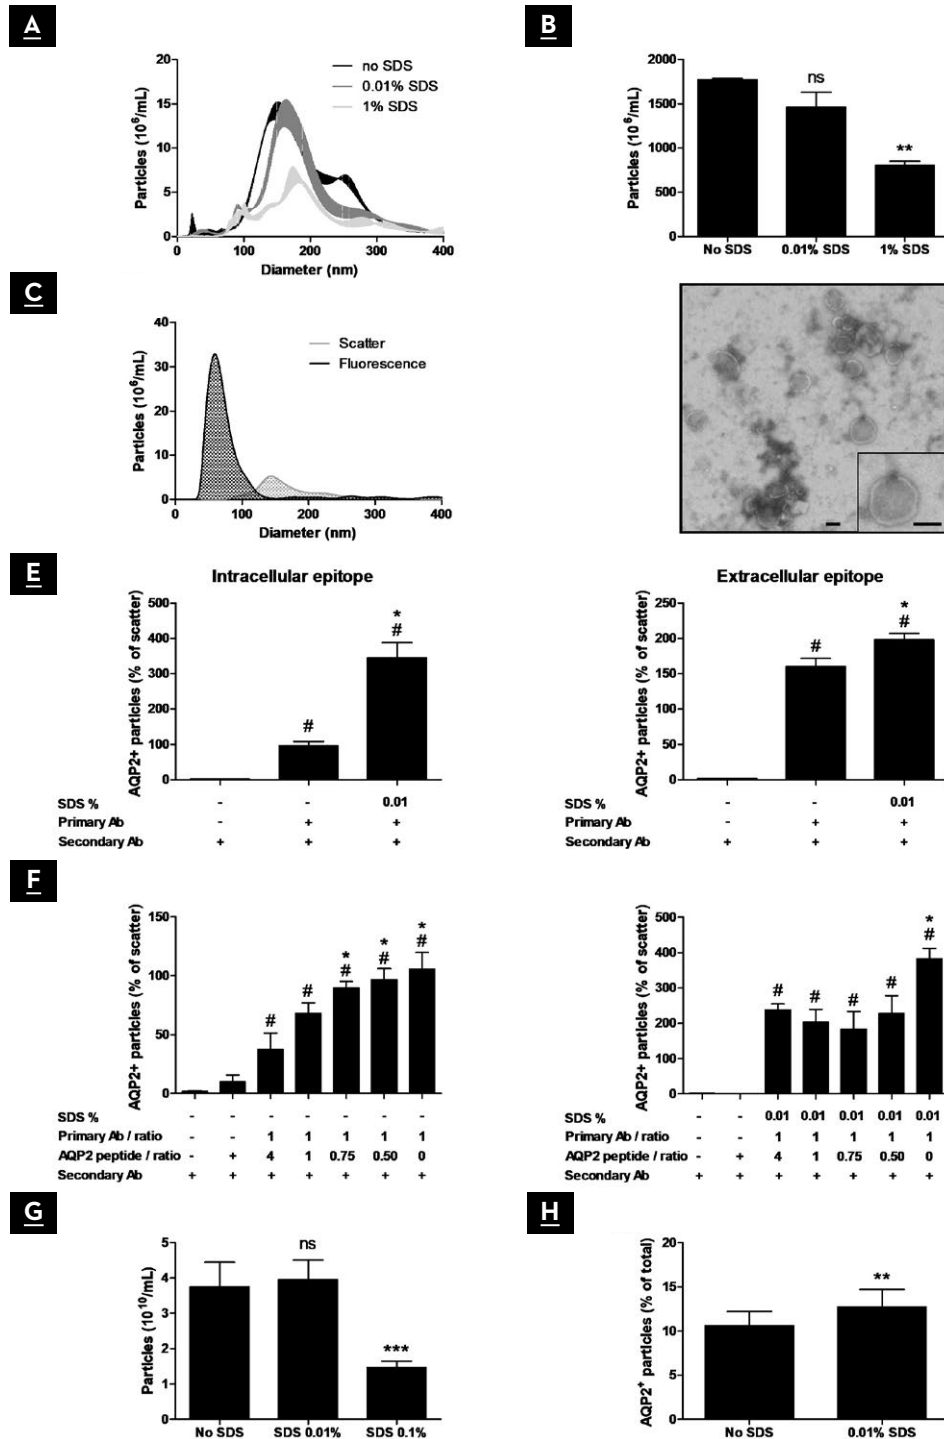 A
B
20
15
10
5
0
Particles (10⁶/mL)
no SDS
0.01% SDS
1% SDS
0 100 200 300 400
Diameter (nm)
2000
1500
1000
500
0
Particles (10⁶/mL)
ns
**
No SDS 0.01% SDS 1% SDS
C
40
30
20
10
0
Particles (10⁶/mL)
Scatter
Fluorescence
0 100 200 300 400
Diameter (nm)
E
Intracellular epitope
500
400
300
200
100
0
AQP2+ particles (% of scatter)
#
*
#
SDS % - - 0.01
Primary Ab - + +
Secondary Ab + + +
Extracellular epitope
250
200
150
100
50
0
AQP2+ particles (% of scatter)
#
*
#
SDS % - - 0.01
Primary Ab - + +
Secondary Ab + + +
F
150
100
50
0
AQP2+ particles (% of scatter)
# # * # * # * #
SDS % - - - - - - -
Primary Ab / ratio - - 1 1 1 1 1
AQP2 peptide / ratio - + 4 1 0.75 0.50 0
Secondary Ab + + + + + + +
500
400
300
200
100
0
AQP2+ particles (% of scatter)
# # # # * #
SDS % - - 0.01 0.01 0.01 0.01 0.01
Primary Ab / ratio - - 1 1 1 1 1
AQP2 peptide / ratio - + 4 1 0.75 0.50 0
Secondary Ab + + + + + + +
G
5
4
3
2
1
0
Particles (10¹⁰/mL)
ns
***
No SDS SDS 0.01% SDS 0.1%
H
20
15
10
5
0
AQP2⁺ particles (% of total)
**
No SDS 0.01% SDS